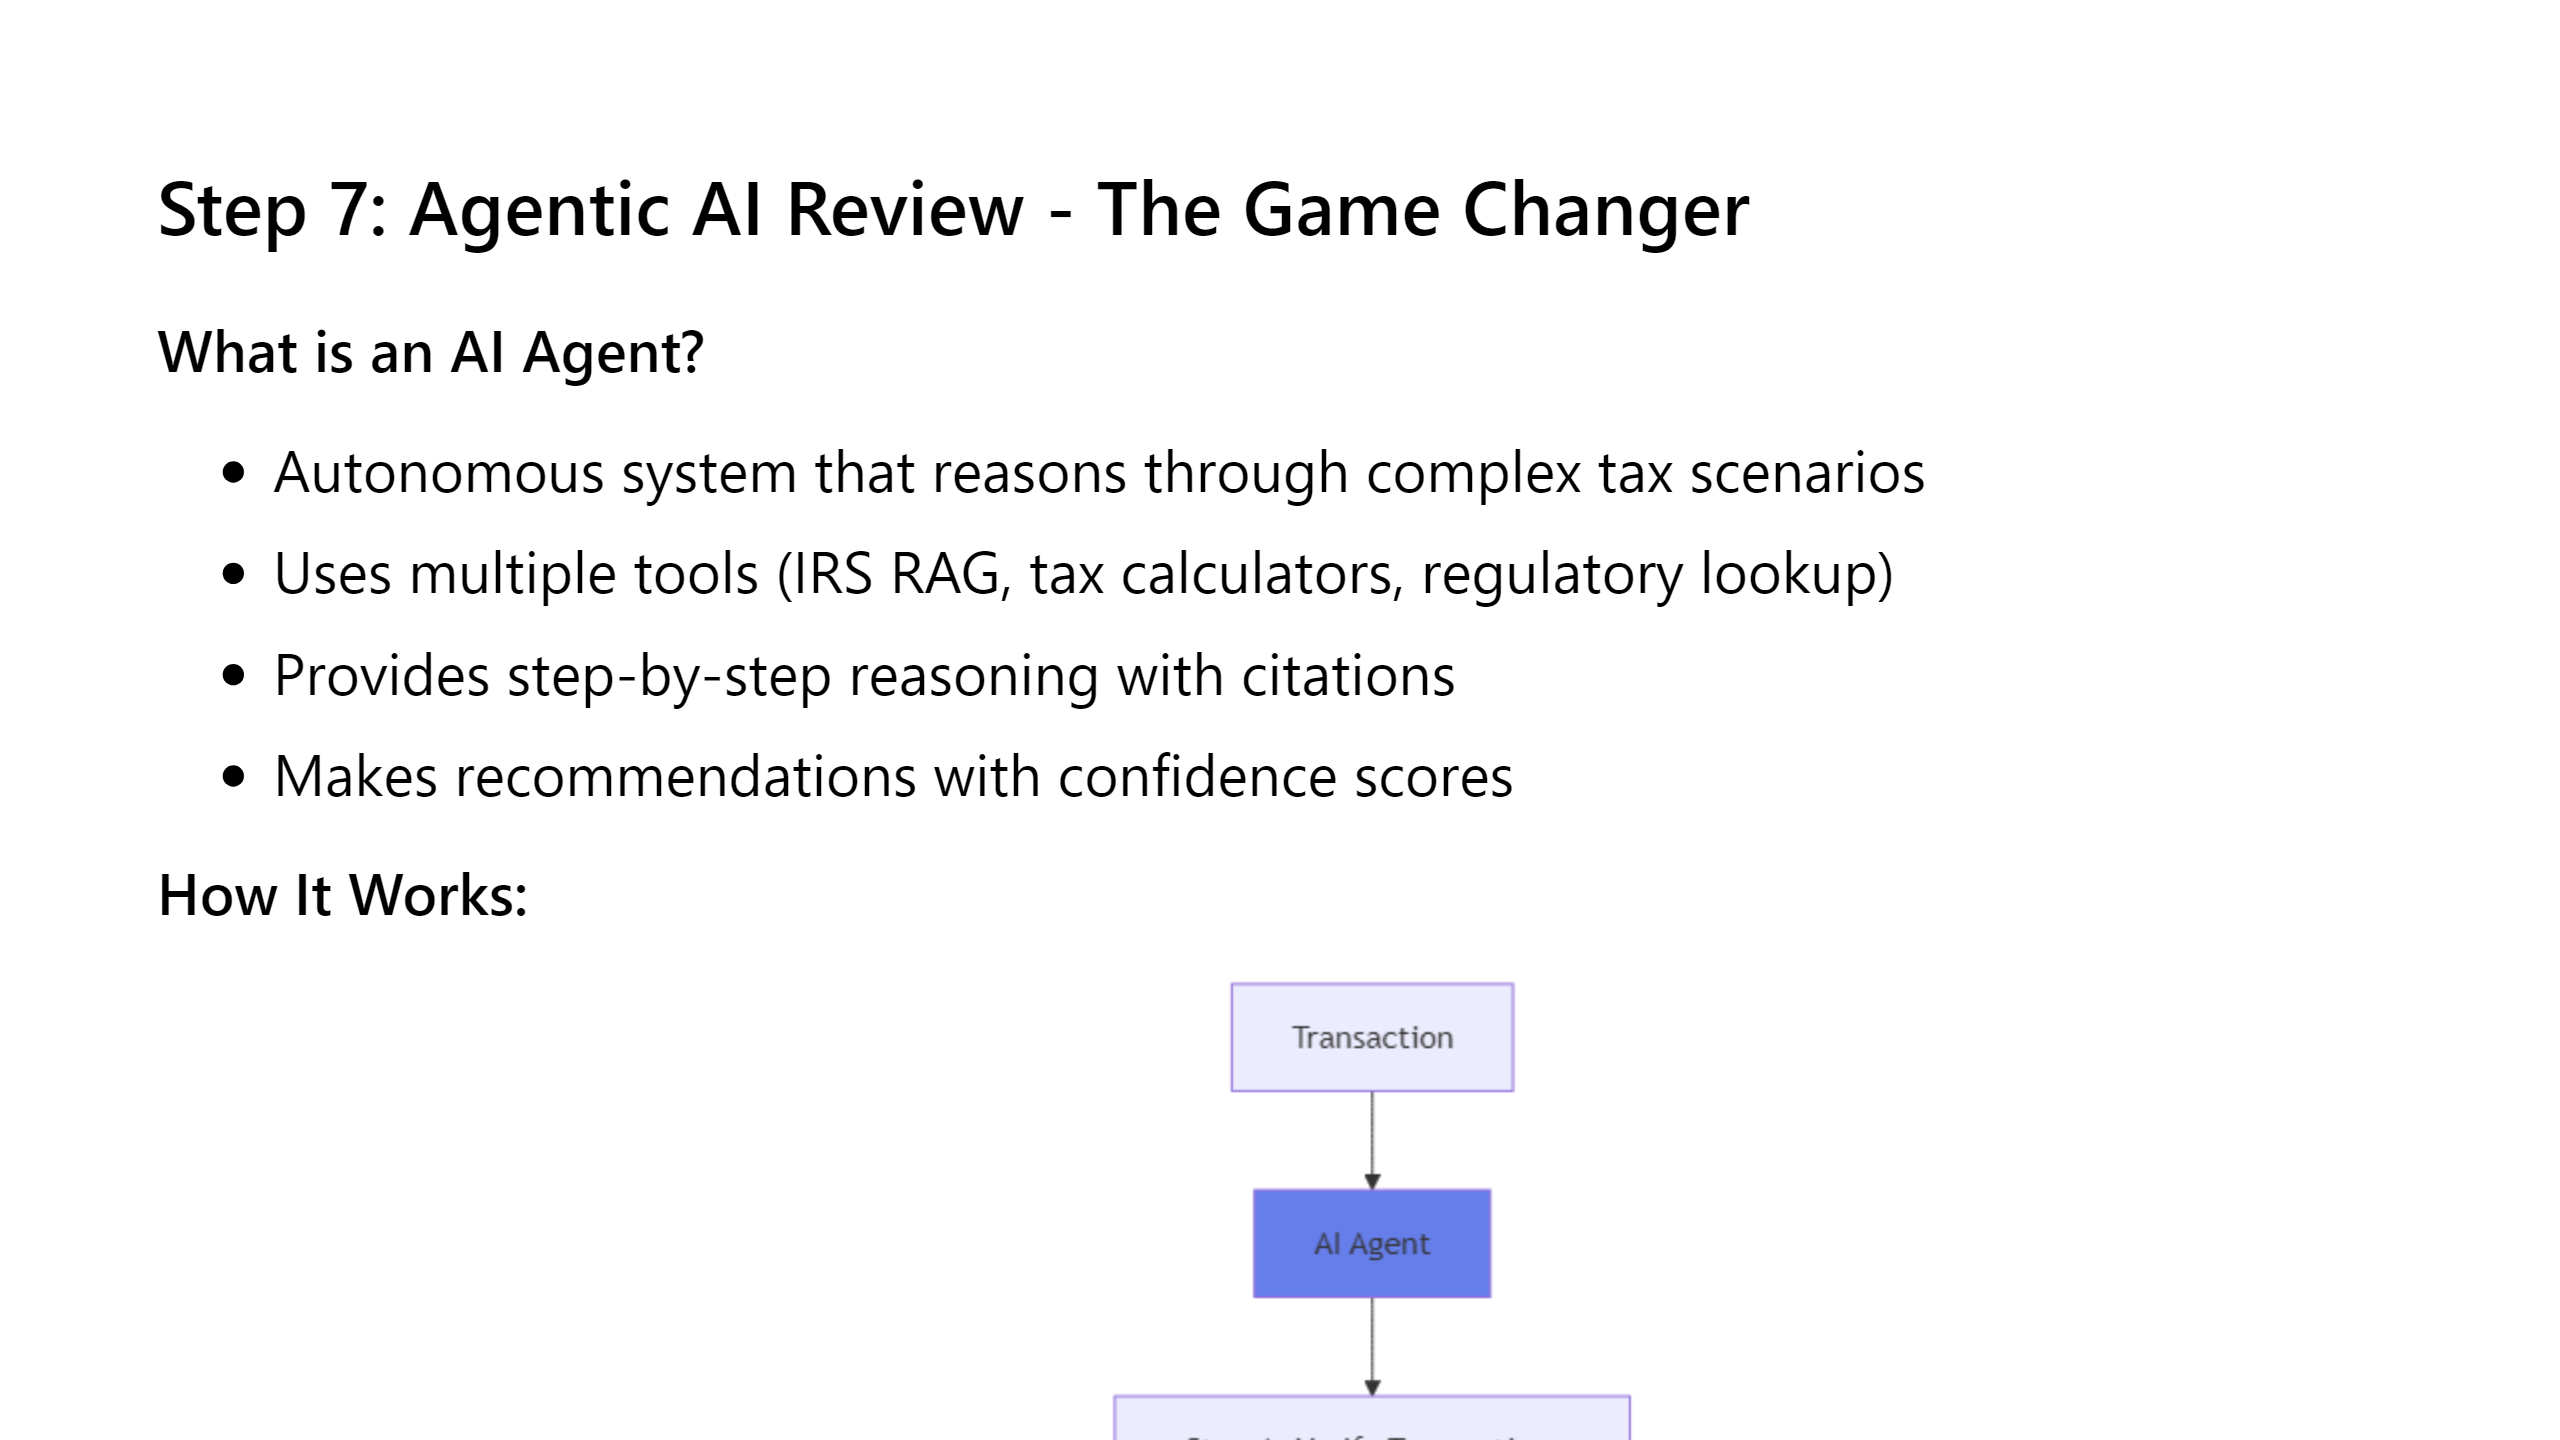 Step 7: Agentic AI Review - The Game Changer
What is an AI Agent?
Autonomous system that reasons through complex tax scenarios
Uses multiple tools (IRS RAG, tax calculators, regulatory lookup)
Provides step-by-step reasoning with citations
Makes recommendations with confidence scores
How It Works:
Transaction
AI Agent